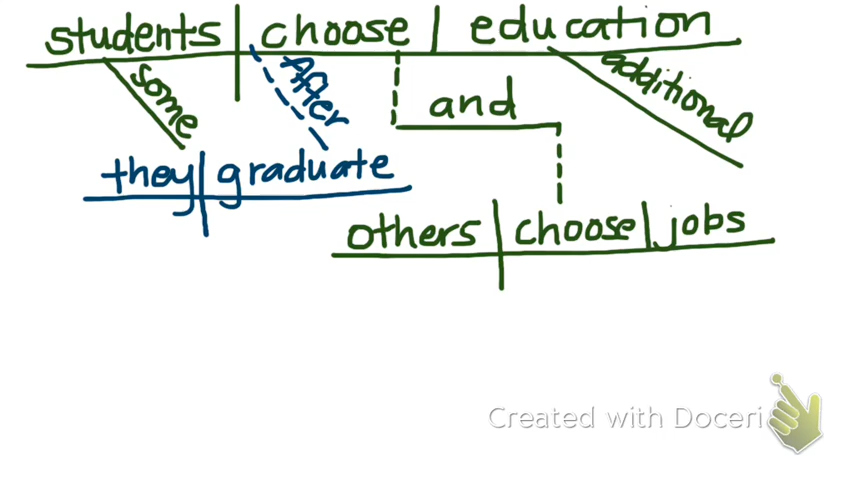 students choose education
some After additional
and
they graduate
others choose jobs
Created with Doceri